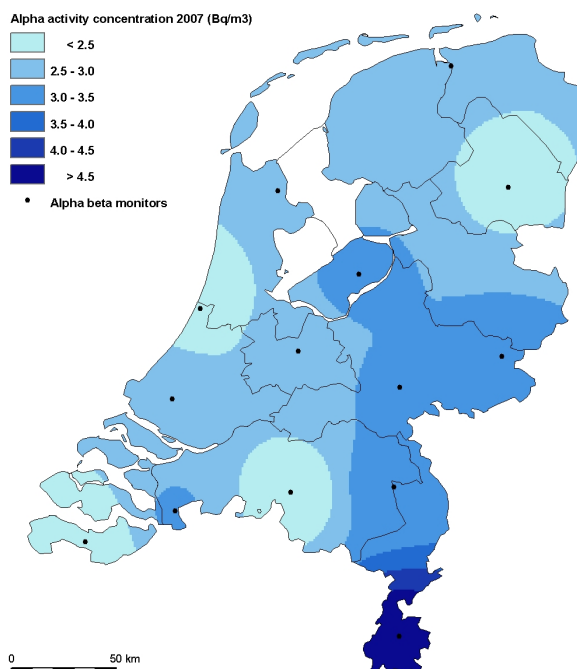 Alpha activity concentration 2007 (Bq/m3)
< 2.5
2.5 - 3.0
3.0 - 3.5
3.5 - 4.0
4.0 - 4.5
> 4.5
Alpha beta monitors
0 50 km